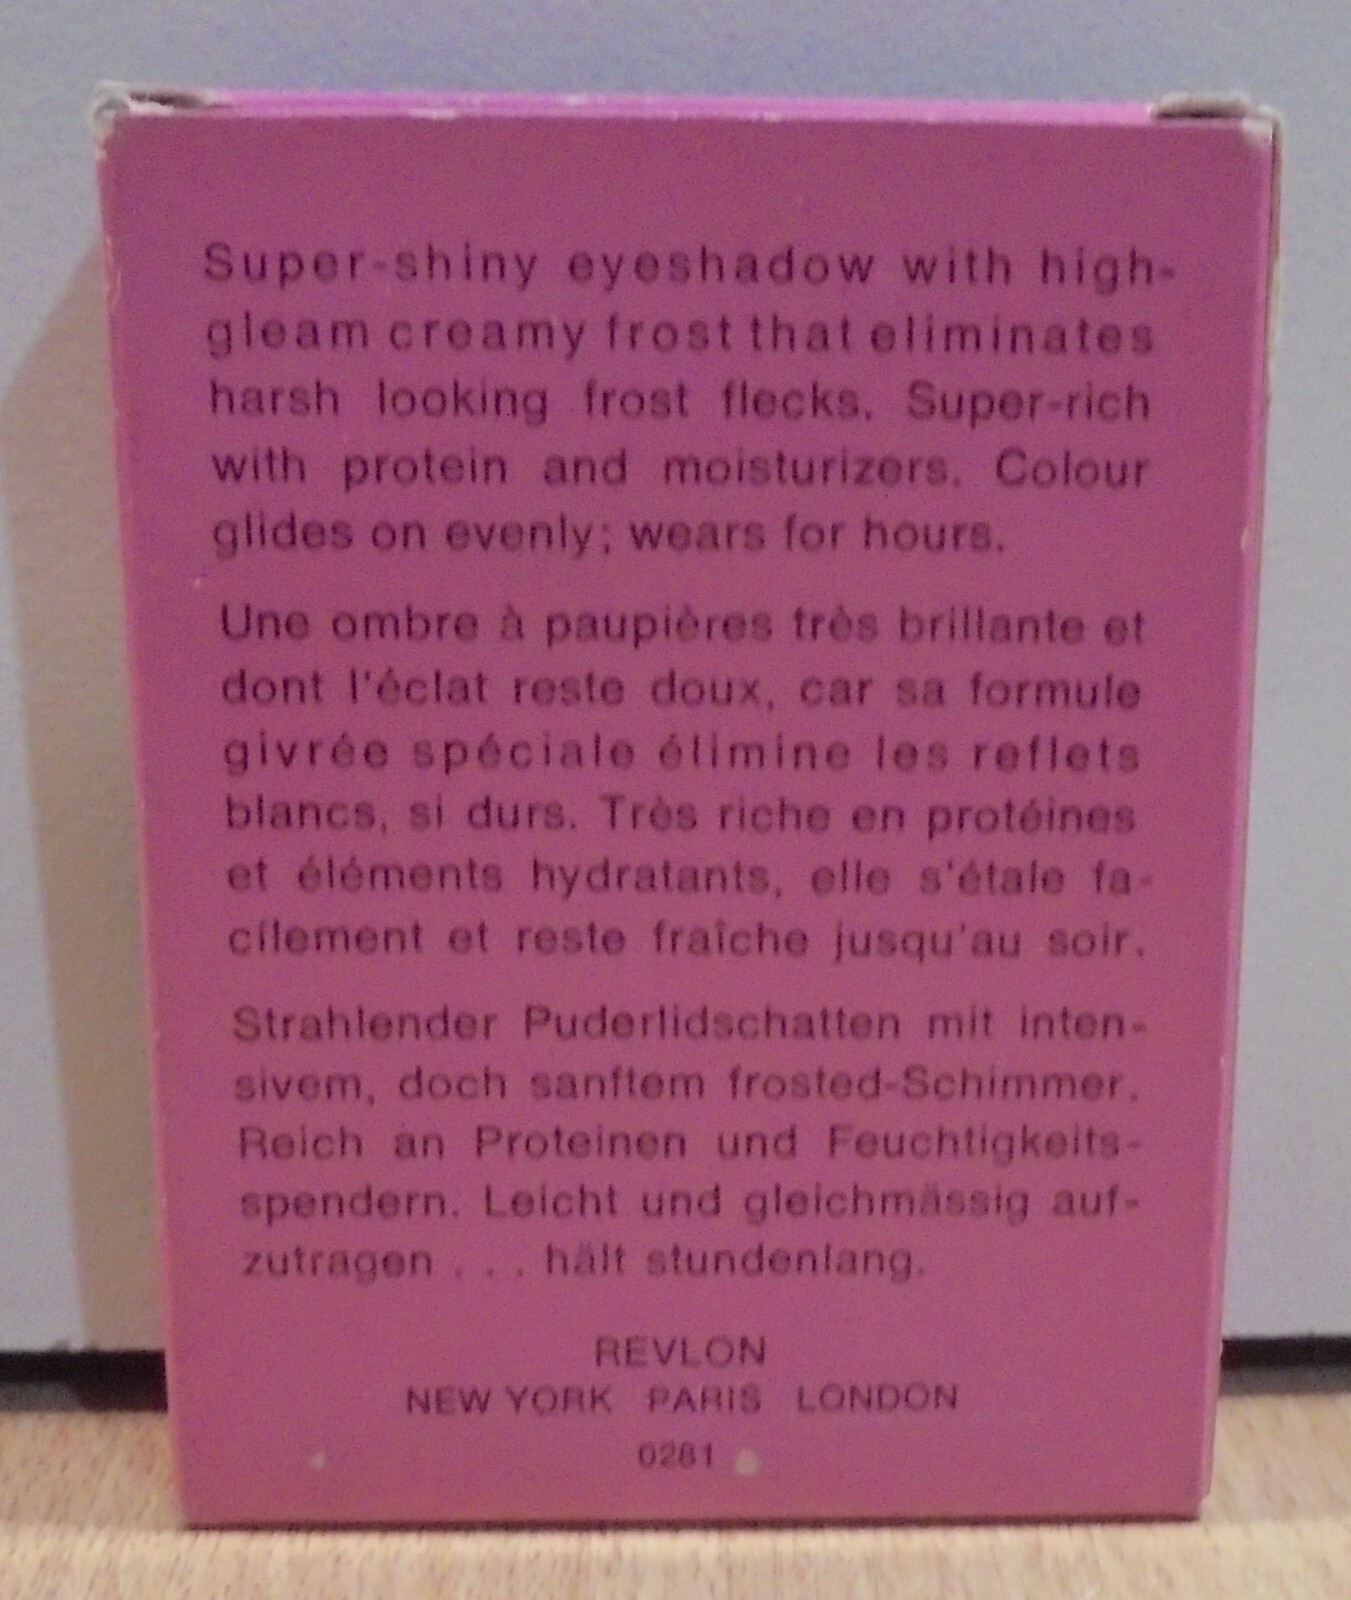 Super-shiny eyeshadow with high-
gleam creamy frost that eliminates
harsh looking frost flecks. Super-rich
with protein and moisturizers. Colour
glides on evenly; wears for hours.
Une ombre à paupières très brillante et
dont l'éclat reste doux, car sa formule
givrée spéciale élimine les reflets
blancs, si durs. Très riche en protéines
et éléments hydratants, elle s'étale fa-
cilement et reste fraîche jusqu'au soir.
Strahlender Puderlidschatten mit inten-
sivem, doch sanftem frosted-Schimmer.
Reich an Proteinen und Feuchtigkeits-
spendern. Leicht und gleichmässig auf-
zutragen . . . hält stundenlang.
REVLON
NEW YORK PARIS LONDON
0281